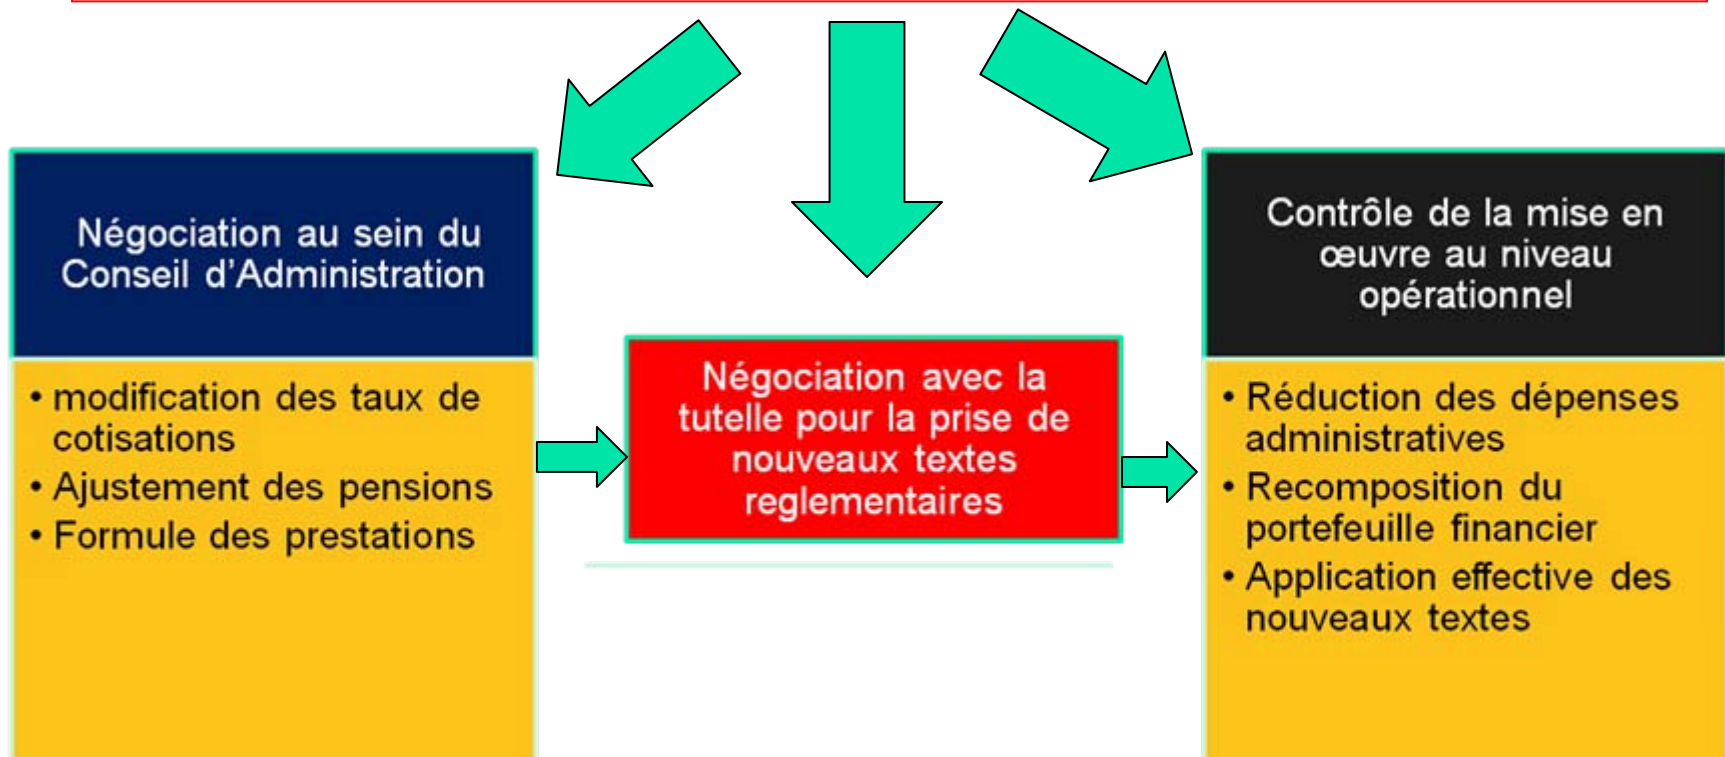 Négociation au sein du
Conseil d'Administration
• modification des taux de
cotisations
• Ajustement des pensions
• Formule des prestations
Négociation avec la
tutelle pour la prise de
nouveaux textes
reglementaires
Contrôle de la mise en
œuvre au niveau
opérationnel
• Réduction des dépenses
administratives
• Recomposition du
portefeuille financier
• Application effective des
nouveaux textes